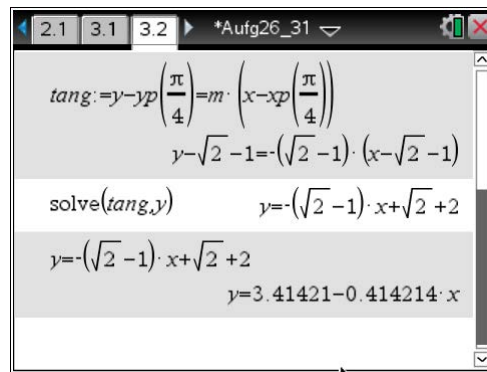 2.1 3.1 3.2 *Aufg26_31
tang:=y-yp(π/4)=m·(x-xp(π/4))
y-√2-1=-(√2-1)·(x-√2-1)
solve(tang,y) y=-(√2-1)·x+√2+2
y=-(√2-1)·x+√2+2
y=3.41421-0.414214·x